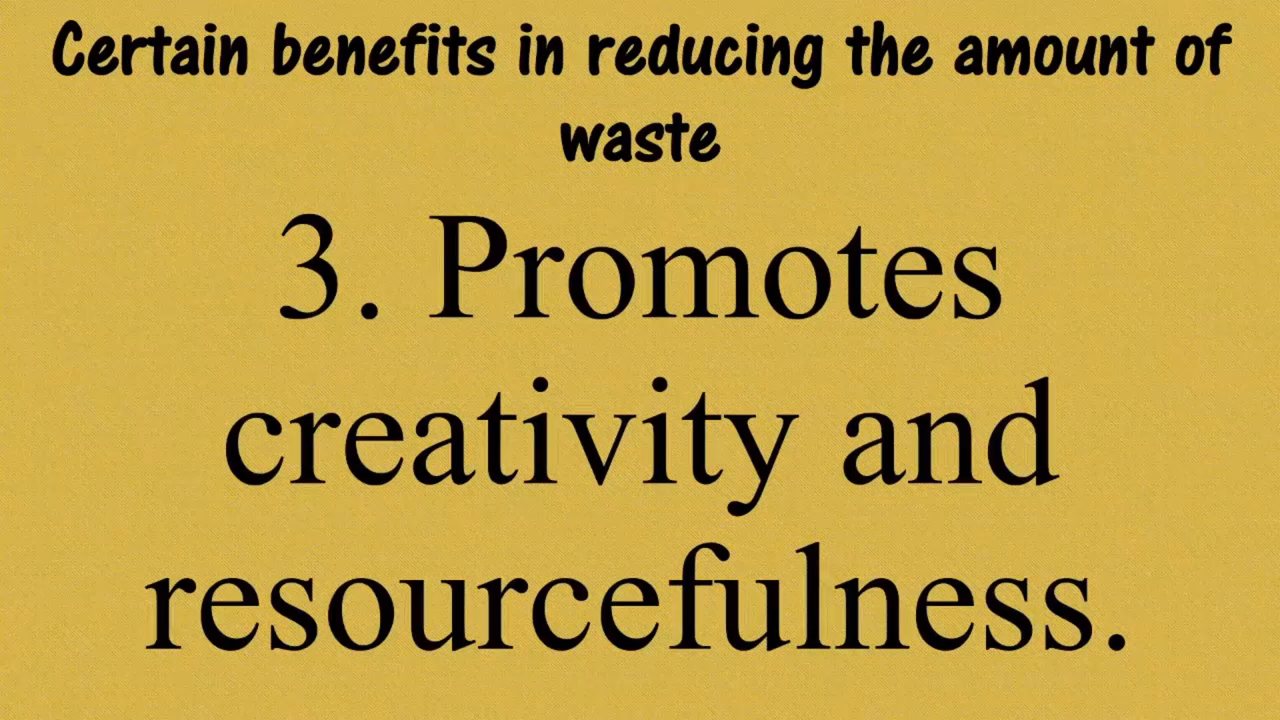 Certain benefits in reducing the amount of
waste
3. Promotes
creativity and
resourcefulness.